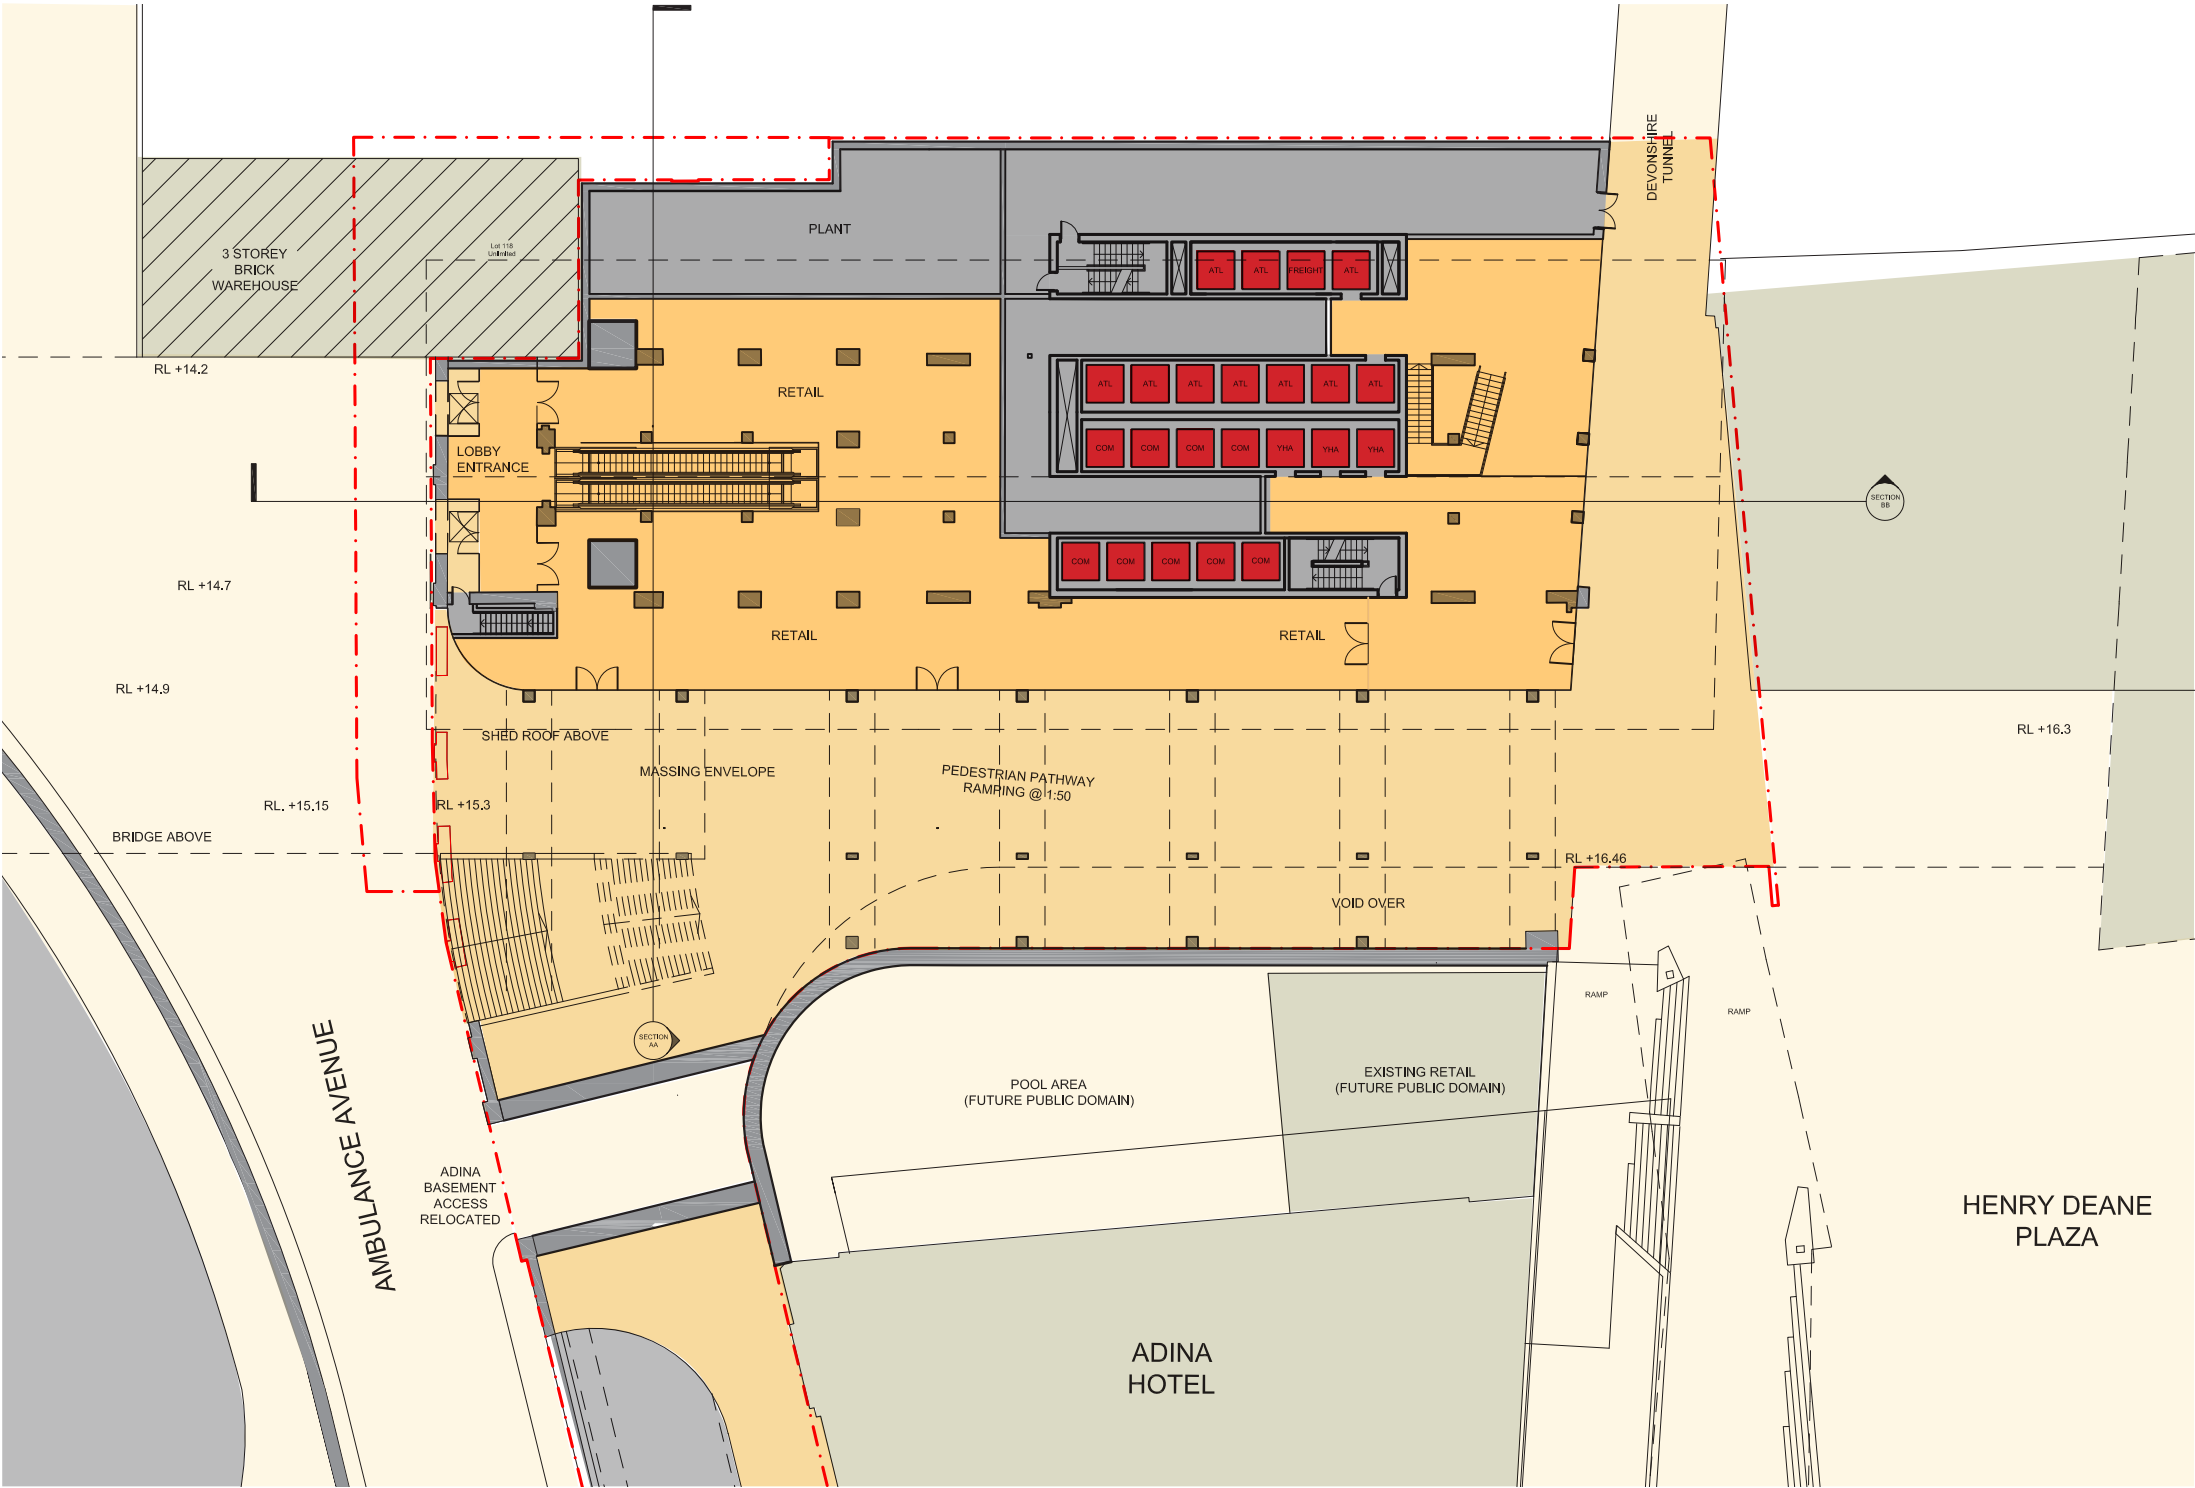 DEVONSHIRE
TUNNEL
PLANT
3 STOREY
BRICK
WAREHOUSE
Lot 118
Unlimited
ATL
ATL
FREIGHT
ATL
RL +14.2
RETAIL
ATL
ATL
ATL
ATL
ATL
ATL
ATL
LOBBY
ENTRANCE
COM
COM
COM
COM
YHA
YHA
YHA
SECTION
BB
COM
COM
COM
COM
COM
RL +14.7
RETAIL
RETAIL
RL +14.9
SHED ROOF ABOVE
RL +16.3
MASSING ENVELOPE
PEDESTRIAN PATHWAY
RAMPING @ 1:50
RL. +15.15
RL +15.3
BRIDGE ABOVE
RL +16.46
VOID OVER
RAMP
RAMP
SECTION
AA
AMBULANCE AVENUE
POOL AREA
(FUTURE PUBLIC DOMAIN)
EXISTING RETAIL
(FUTURE PUBLIC DOMAIN)
ADINA
BASEMENT
ACCESS
RELOCATED
HENRY DEANE
PLAZA
ADINA
HOTEL